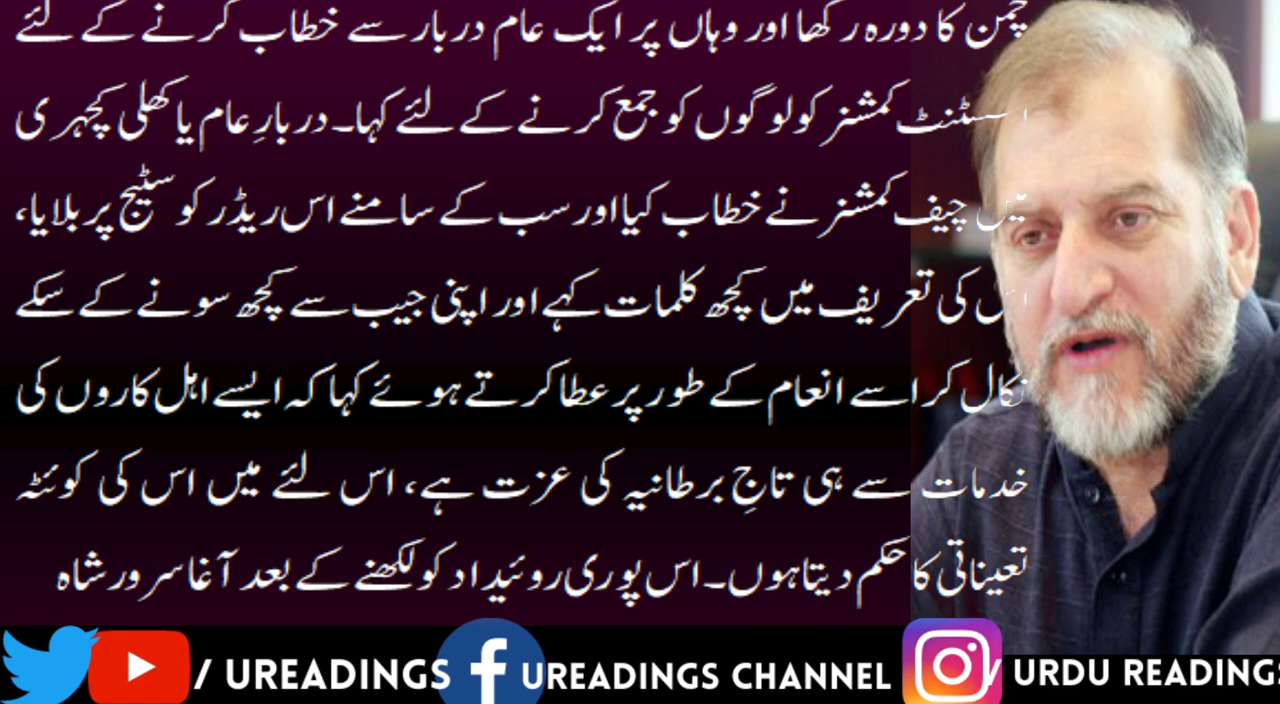 چمن کا دورہ رکھا اور وہاں پر ایک عام دربار سے خطاب کرنے کے لئے
اسسٹنٹ کمشنر کو لوگوں کو جمع کرنے کے لئے کہا۔ دربارِ عام یا کھلی کچہری
میں چیف کمشنر نے خطاب کیا اور سب کے سامنے اس ریڈر کو سٹیج پر بلایا،
اس کی تعریف میں کچھ کلمات کہے اور اپنی جیب سے کچھ سونے کے سکے
نکال کر اسے انعام کے طور پر عطا کرتے ہوئے کہا کہ ایسے اہل کاروں کی
خدمات سے ہی تاجِ برطانیہ کی عزت ہے، اس لئے میں اس کی کوئٹہ
تعیناتی کا حکم دیتا ہوں۔ اس پوری روئیداد کو لکھنے کے بعد آغا سرور شاہ
/ UREADINGS UREADINGS CHANNEL / URDU READINGS